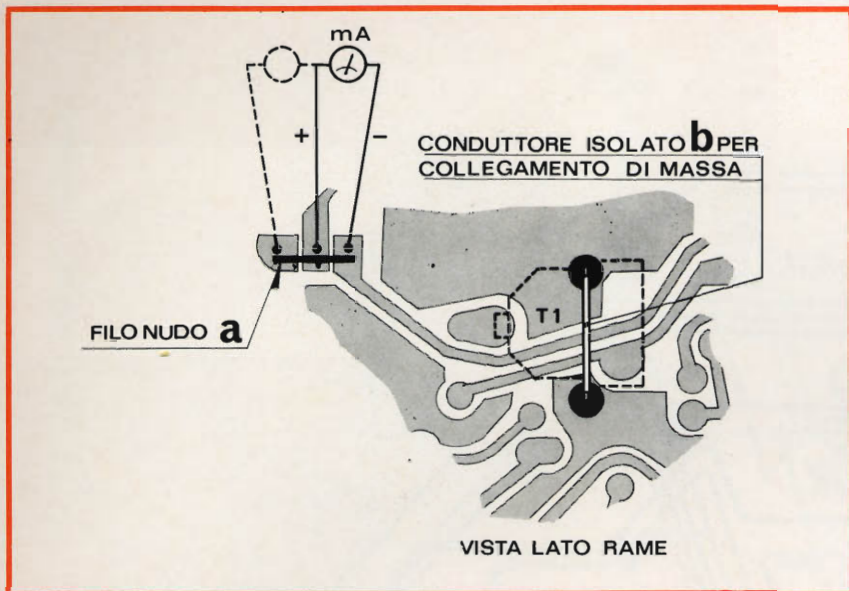 mA
+ −
CONDUTTORE ISOLATO b PER
COLLEGAMENTO DI MASSA
T1
FILO NUDO a
VISTA LATO RAME